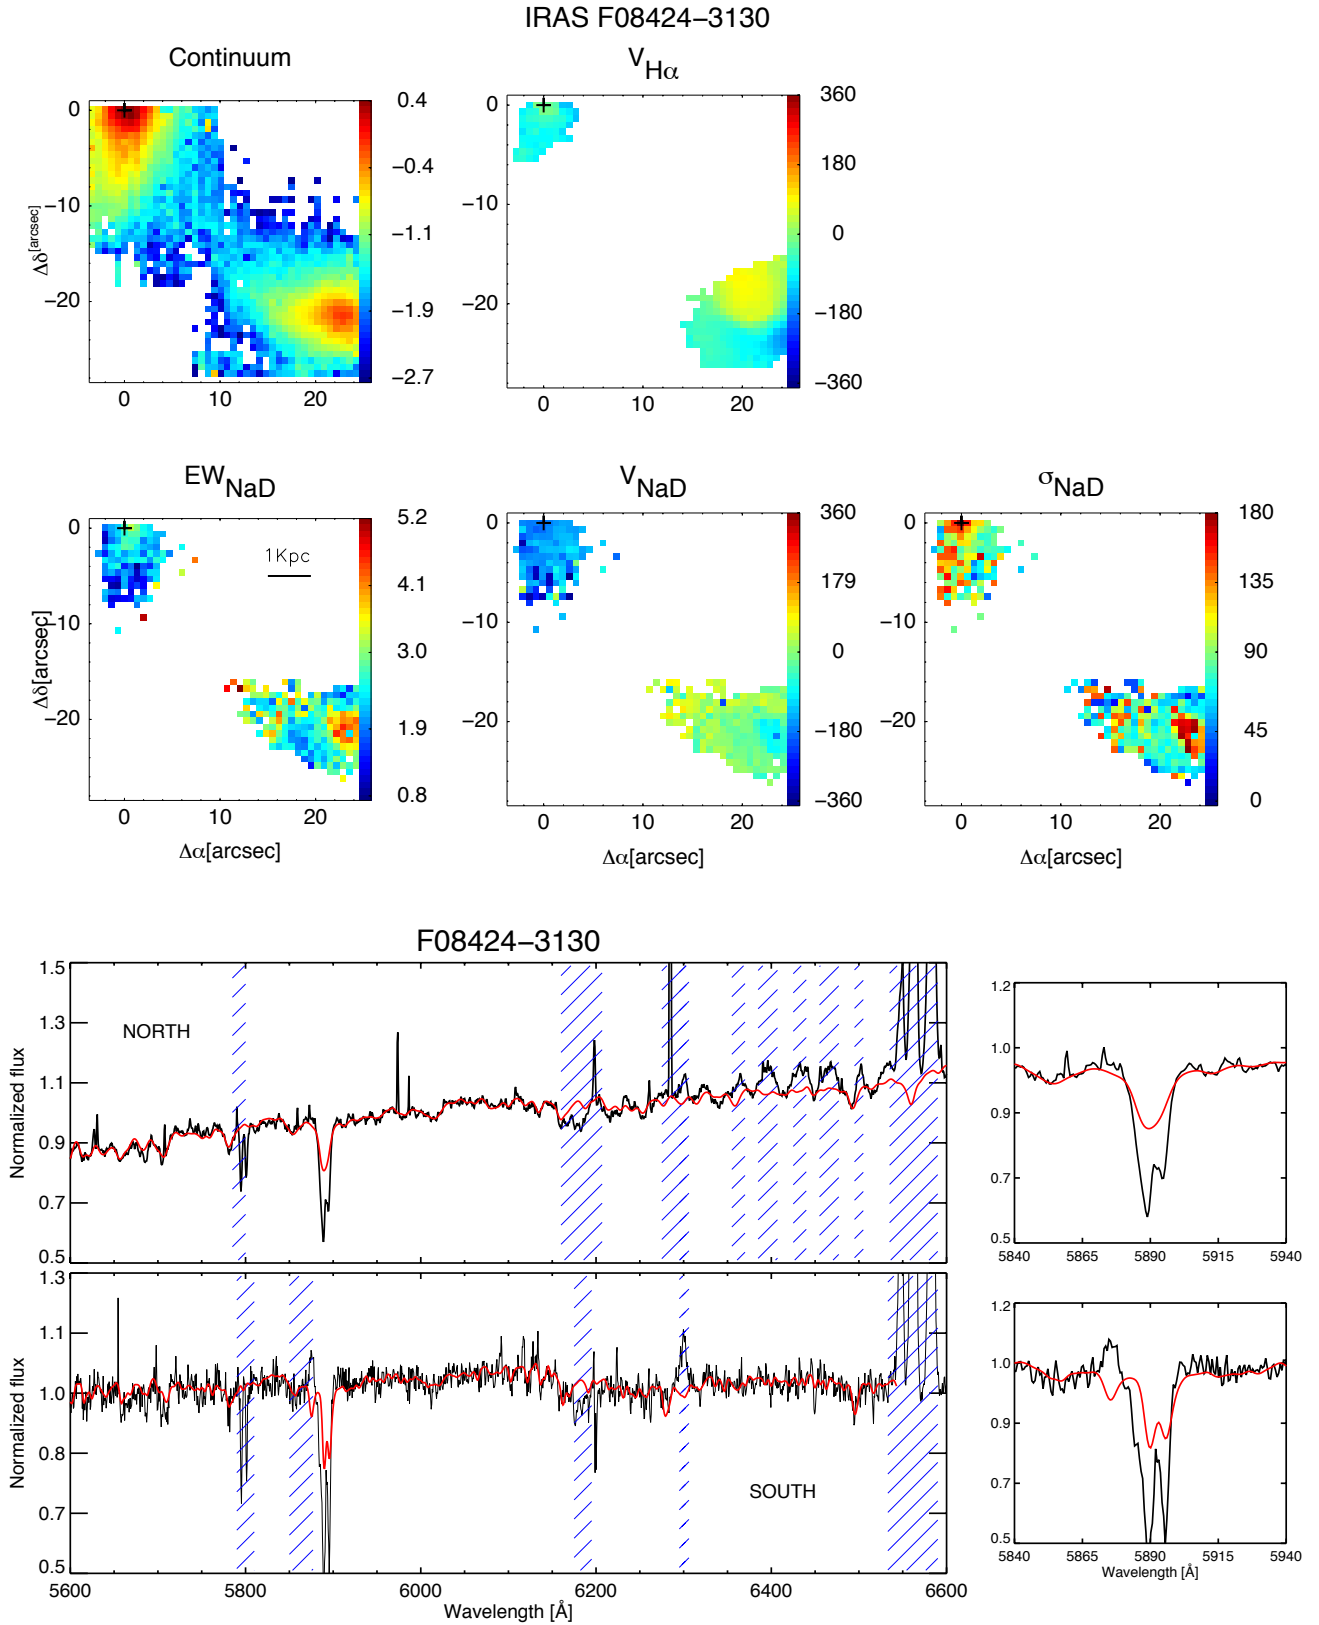 IRAS F08424−3130
Continuum
VHα
0
−10
−20
Δδ[arcsec]
0.4
−0.4
−1.1
−1.9
−2.7
0 10 20
0
−10
−20
360
180
0
−180
−360
0 10 20
EWNaD
VNaD
σNaD
0
−10
−20
Δδ[arcsec]
1Kpc
5.2
4.1
3.0
1.9
0.8
0 10 20
Δα[arcsec]
0
−10
−20
360
179
0
−180
−360
0 10 20
Δα[arcsec]
0
−10
−20
180
135
90
45
0
0 10 20
Δα[arcsec]
F08424−3130
Normalized flux
1.5
1.3
1.1
0.9
0.7
0.5
NORTH
1.2
1.0
0.9
0.7
0.5
5840 5865 5890 5915 5940
Normalized flux
1.3
1.1
1.0
0.8
0.7
0.5
SOUTH
5600 5800 6000 6200 6400 6600
Wavelength [Å]
1.2
1.0
0.9
0.7
0.5
5840 5865 5890 5915 5940
Wavelength [Å]